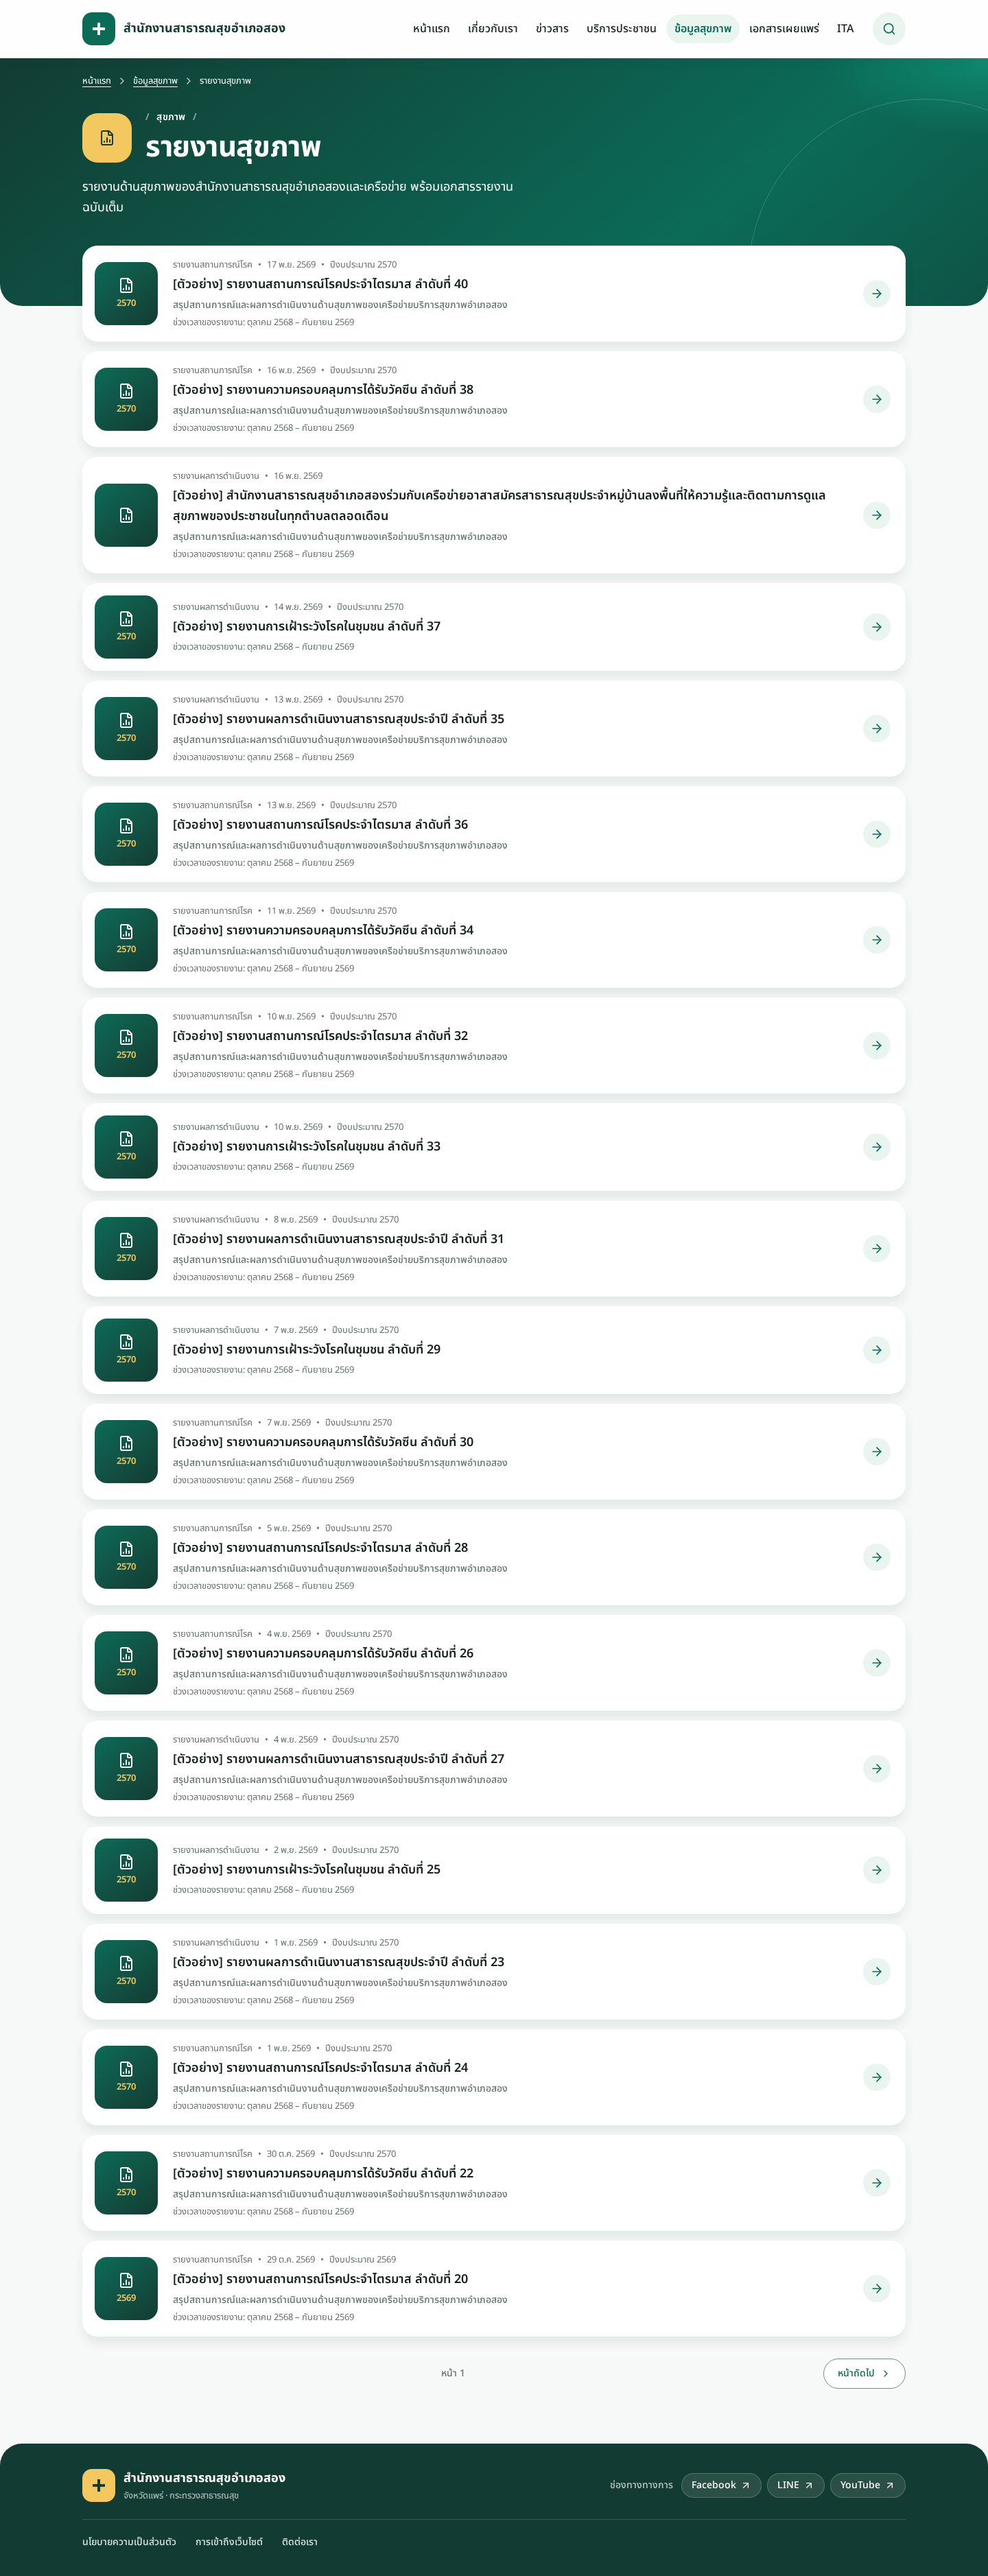 สำนักงานสาธารณสุขอำเภอสอง
หน้าแรก เกี่ยวกับเรา ข่าวสาร บริการประชาชน ข้อมูลสุขภาพ เอกสารเผยแพร่ ITA
หน้าแรก ข้อมูลสุขภาพ รายงานสุขภาพ
/ สุขภาพ /
รายงานสุขภาพ
รายงานด้านสุขภาพของสำนักงานสาธารณสุขอำเภอสองและเครือข่าย พร้อมเอกสารรายงาน
ฉบับเต็ม
รายงานสถานการณ์โรค • 17 พ.ย. 2569 • ปีงบประมาณ 2570
[ตัวอย่าง] รายงานสถานการณ์โรคประจำไตรมาส ลำดับที่ 40
2570
สรุปสถานการณ์และผลการดำเนินงานด้านสุขภาพของเครือข่ายบริการสุขภาพอำเภอสอง
ช่วงเวลาของรายงาน: ตุลาคม 2568 – กันยายน 2569
รายงานสถานการณ์โรค • 16 พ.ย. 2569 • ปีงบประมาณ 2570
[ตัวอย่าง] รายงานความครอบคลุมการได้รับวัคซีน ลำดับที่ 38
2570
สรุปสถานการณ์และผลการดำเนินงานด้านสุขภาพของเครือข่ายบริการสุขภาพอำเภอสอง
ช่วงเวลาของรายงาน: ตุลาคม 2568 – กันยายน 2569
รายงานผลการดำเนินงาน • 16 พ.ย. 2569
[ตัวอย่าง] สำนักงานสาธารณสุขอำเภอสองร่วมกับเครือข่ายอาสาสมัครสาธารณสุขประจำหมู่บ้านลงพื้นที่ให้ความรู้และติดตามการดูแล
สุขภาพของประชาชนในทุกตำบลตลอดเดือน
สรุปสถานการณ์และผลการดำเนินงานด้านสุขภาพของเครือข่ายบริการสุขภาพอำเภอสอง
ช่วงเวลาของรายงาน: ตุลาคม 2568 – กันยายน 2569
รายงานผลการดำเนินงาน • 14 พ.ย. 2569 • ปีงบประมาณ 2570
[ตัวอย่าง] รายงานการเฝ้าระวังโรคในชุมชน ลำดับที่ 37
2570
ช่วงเวลาของรายงาน: ตุลาคม 2568 – กันยายน 2569
รายงานผลการดำเนินงาน • 13 พ.ย. 2569 • ปีงบประมาณ 2570
[ตัวอย่าง] รายงานผลการดำเนินงานสาธารณสุขประจำปี ลำดับที่ 35
2570
สรุปสถานการณ์และผลการดำเนินงานด้านสุขภาพของเครือข่ายบริการสุขภาพอำเภอสอง
ช่วงเวลาของรายงาน: ตุลาคม 2568 – กันยายน 2569
รายงานสถานการณ์โรค • 13 พ.ย. 2569 • ปีงบประมาณ 2570
[ตัวอย่าง] รายงานสถานการณ์โรคประจำไตรมาส ลำดับที่ 36
2570
สรุปสถานการณ์และผลการดำเนินงานด้านสุขภาพของเครือข่ายบริการสุขภาพอำเภอสอง
ช่วงเวลาของรายงาน: ตุลาคม 2568 – กันยายน 2569
รายงานสถานการณ์โรค • 11 พ.ย. 2569 • ปีงบประมาณ 2570
[ตัวอย่าง] รายงานความครอบคลุมการได้รับวัคซีน ลำดับที่ 34
2570
สรุปสถานการณ์และผลการดำเนินงานด้านสุขภาพของเครือข่ายบริการสุขภาพอำเภอสอง
ช่วงเวลาของรายงาน: ตุลาคม 2568 – กันยายน 2569
รายงานสถานการณ์โรค • 10 พ.ย. 2569 • ปีงบประมาณ 2570
[ตัวอย่าง] รายงานสถานการณ์โรคประจำไตรมาส ลำดับที่ 32
2570
สรุปสถานการณ์และผลการดำเนินงานด้านสุขภาพของเครือข่ายบริการสุขภาพอำเภอสอง
ช่วงเวลาของรายงาน: ตุลาคม 2568 – กันยายน 2569
รายงานผลการดำเนินงาน • 10 พ.ย. 2569 • ปีงบประมาณ 2570
[ตัวอย่าง] รายงานการเฝ้าระวังโรคในชุมชน ลำดับที่ 33
2570
ช่วงเวลาของรายงาน: ตุลาคม 2568 – กันยายน 2569
รายงานผลการดำเนินงาน • 8 พ.ย. 2569 • ปีงบประมาณ 2570
[ตัวอย่าง] รายงานผลการดำเนินงานสาธารณสุขประจำปี ลำดับที่ 31
2570
สรุปสถานการณ์และผลการดำเนินงานด้านสุขภาพของเครือข่ายบริการสุขภาพอำเภอสอง
ช่วงเวลาของรายงาน: ตุลาคม 2568 – กันยายน 2569
รายงานผลการดำเนินงาน • 7 พ.ย. 2569 • ปีงบประมาณ 2570
[ตัวอย่าง] รายงานการเฝ้าระวังโรคในชุมชน ลำดับที่ 29
2570
ช่วงเวลาของรายงาน: ตุลาคม 2568 – กันยายน 2569
รายงานสถานการณ์โรค • 7 พ.ย. 2569 • ปีงบประมาณ 2570
[ตัวอย่าง] รายงานความครอบคลุมการได้รับวัคซีน ลำดับที่ 30
2570
สรุปสถานการณ์และผลการดำเนินงานด้านสุขภาพของเครือข่ายบริการสุขภาพอำเภอสอง
ช่วงเวลาของรายงาน: ตุลาคม 2568 – กันยายน 2569
รายงานสถานการณ์โรค • 5 พ.ย. 2569 • ปีงบประมาณ 2570
[ตัวอย่าง] รายงานสถานการณ์โรคประจำไตรมาส ลำดับที่ 28
2570
สรุปสถานการณ์และผลการดำเนินงานด้านสุขภาพของเครือข่ายบริการสุขภาพอำเภอสอง
ช่วงเวลาของรายงาน: ตุลาคม 2568 – กันยายน 2569
รายงานสถานการณ์โรค • 4 พ.ย. 2569 • ปีงบประมาณ 2570
[ตัวอย่าง] รายงานความครอบคลุมการได้รับวัคซีน ลำดับที่ 26
2570
สรุปสถานการณ์และผลการดำเนินงานด้านสุขภาพของเครือข่ายบริการสุขภาพอำเภอสอง
ช่วงเวลาของรายงาน: ตุลาคม 2568 – กันยายน 2569
รายงานผลการดำเนินงาน • 4 พ.ย. 2569 • ปีงบประมาณ 2570
[ตัวอย่าง] รายงานผลการดำเนินงานสาธารณสุขประจำปี ลำดับที่ 27
2570
สรุปสถานการณ์และผลการดำเนินงานด้านสุขภาพของเครือข่ายบริการสุขภาพอำเภอสอง
ช่วงเวลาของรายงาน: ตุลาคม 2568 – กันยายน 2569
รายงานผลการดำเนินงาน • 2 พ.ย. 2569 • ปีงบประมาณ 2570
[ตัวอย่าง] รายงานการเฝ้าระวังโรคในชุมชน ลำดับที่ 25
2570
ช่วงเวลาของรายงาน: ตุลาคม 2568 – กันยายน 2569
รายงานผลการดำเนินงาน • 1 พ.ย. 2569 • ปีงบประมาณ 2570
[ตัวอย่าง] รายงานผลการดำเนินงานสาธารณสุขประจำปี ลำดับที่ 23
2570
สรุปสถานการณ์และผลการดำเนินงานด้านสุขภาพของเครือข่ายบริการสุขภาพอำเภอสอง
ช่วงเวลาของรายงาน: ตุลาคม 2568 – กันยายน 2569
รายงานสถานการณ์โรค • 1 พ.ย. 2569 • ปีงบประมาณ 2570
[ตัวอย่าง] รายงานสถานการณ์โรคประจำไตรมาส ลำดับที่ 24
2570
สรุปสถานการณ์และผลการดำเนินงานด้านสุขภาพของเครือข่ายบริการสุขภาพอำเภอสอง
ช่วงเวลาของรายงาน: ตุลาคม 2568 – กันยายน 2569
รายงานสถานการณ์โรค • 30 ต.ค. 2569 • ปีงบประมาณ 2570
[ตัวอย่าง] รายงานความครอบคลุมการได้รับวัคซีน ลำดับที่ 22
2570
สรุปสถานการณ์และผลการดำเนินงานด้านสุขภาพของเครือข่ายบริการสุขภาพอำเภอสอง
ช่วงเวลาของรายงาน: ตุลาคม 2568 – กันยายน 2569
รายงานสถานการณ์โรค • 29 ต.ค. 2569 • ปีงบประมาณ 2569
[ตัวอย่าง] รายงานสถานการณ์โรคประจำไตรมาส ลำดับที่ 20
2569
สรุปสถานการณ์และผลการดำเนินงานด้านสุขภาพของเครือข่ายบริการสุขภาพอำเภอสอง
ช่วงเวลาของรายงาน: ตุลาคม 2568 – กันยายน 2569
หน้า 1 หน้าถัดไป
สำนักงานสาธารณสุขอำเภอสอง
จังหวัดแพร่ · กระทรวงสาธารณสุข
ช่องทางทางการ Facebook LINE YouTube
นโยบายความเป็นส่วนตัว การเข้าถึงเว็บไซต์ ติดต่อเรา